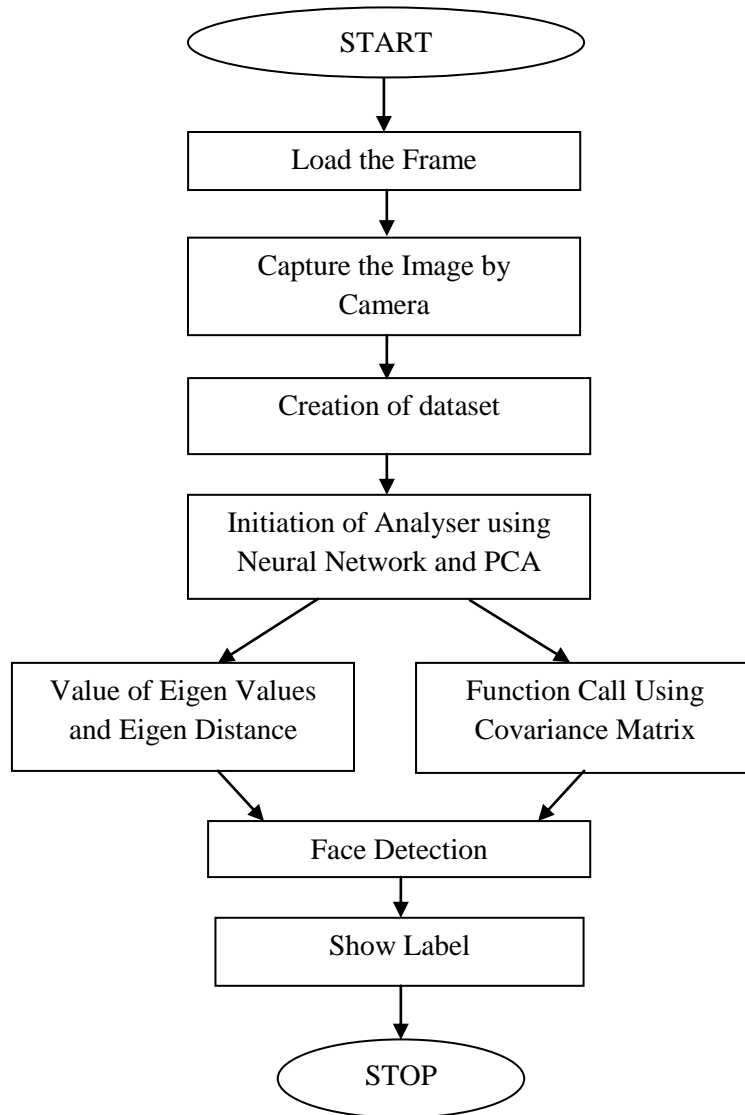 START
Load the Frame
Capture the Image by
Camera
Creation of dataset
Initiation of Analyser using
Neural Network and PCA
Value of Eigen Values
and Eigen Distance
Function Call Using
Covariance Matrix
Face Detection
Show Label
STOP